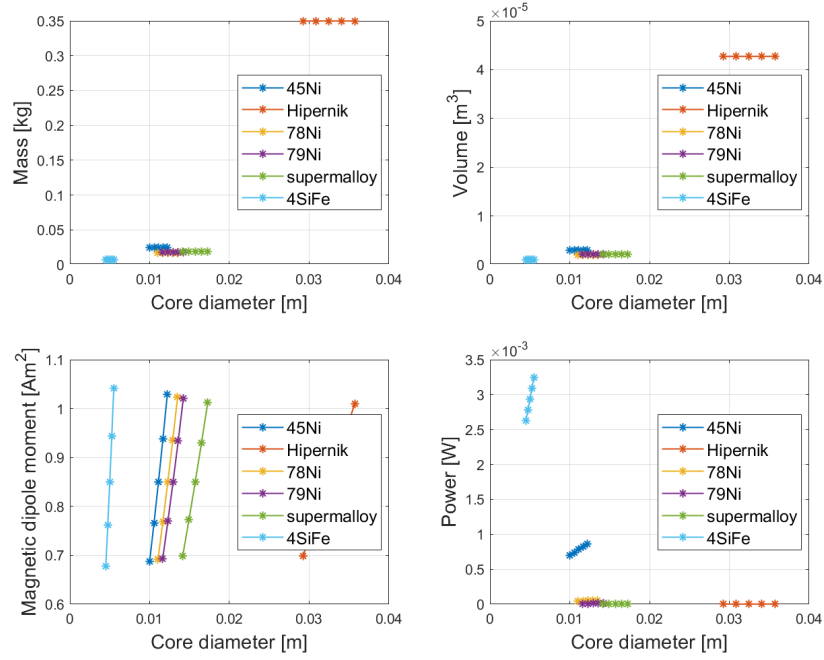 0.35
0.3
0.25
0.2
0.15
0.1
0.05
0
Mass [kg]
45Ni
Hipernik
78Ni
79Ni
supermalloy
4SiFe
0 0.01 0.02 0.03 0.04
Core diameter [m]
×10⁻⁵
5
4
3
2
1
0
Volume [m³]
45Ni
Hipernik
78Ni
79Ni
supermalloy
4SiFe
0 0.01 0.02 0.03 0.04
Core diameter [m]
1.1
1
0.9
0.8
0.7
0.6
Magnetic dipole moment [Am²]
45Ni
Hipernik
78Ni
79Ni
supermalloy
4SiFe
0 0.01 0.02 0.03 0.04
Core diameter [m]
×10⁻³
3.5
3
2.5
2
1.5
1
0.5
0
Power [W]
45Ni
Hipernik
78Ni
79Ni
supermalloy
4SiFe
0 0.01 0.02 0.03 0.04
Core diameter [m]